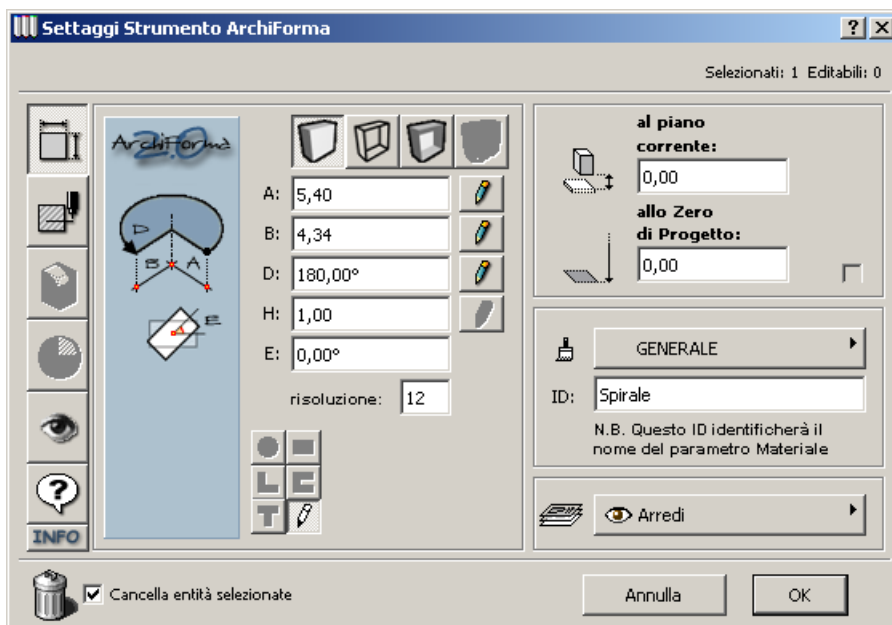 Settaggi Strumento ArchiForma
Selezionati: 1 Editabili: 0
ArchiForma
2.0
D
B A
E
A: 5,40
B: 4,34
D: 180,00°
H: 1,00
E: 0,00°
risoluzione: 12
al piano
corrente:
0,00
allo Zero
di Progetto:
0,00
GENERALE
ID: Spirale
N.B. Questo ID identificherà il
nome del parametro Materiale
Arredi
INFO
Cancella entità selezionate
Annulla
OK